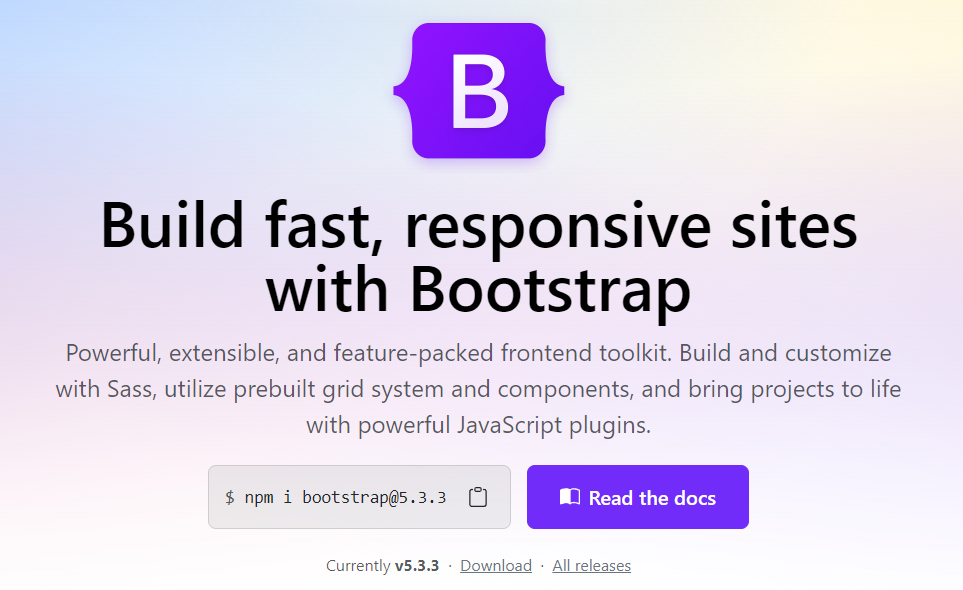 B
Build fast, responsive sites
with Bootstrap
Powerful, extensible, and feature-packed frontend toolkit. Build and customize
with Sass, utilize prebuilt grid system and components, and bring projects to life
with powerful JavaScript plugins.
$ npm i bootstrap@5.3.3
Read the docs
Currently v5.3.3 · Download · All releases